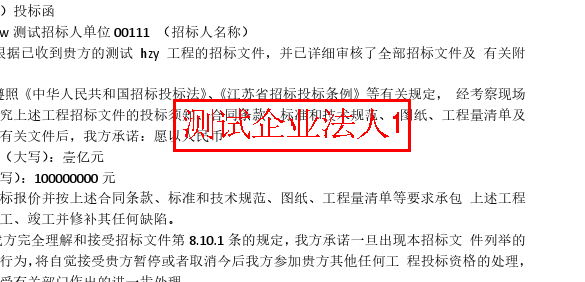 ）投标函
w 测试招标人单位 00111 （招标人名称）
根据已收到贵方的测试 hzy 工程的招标文件，并已详细审核了全部招标文件及 有关附
遵照《中华人民共和国招标投标法》、《江苏省招标投标条例》等有关规定， 经考察现场
究上述工程招标文件的投标须知、合同条款、标准和技术规范、图纸、工程量清单及
测试企业法人1
有关文件后，我方承诺：愿以人民币
（大写）：壹亿元
写）：100000000 元
标报价并按上述合同条款、标准和技术规范、图纸、工程量清单等要求承包 上述工程
工、竣工并修补其任何缺陷。
我方完全理解和接受招标文件第 8.10.1 条的规定，我方承诺一旦出现本招标文 件列举的
行为，将自觉接受贵方暂停或者取消今后我方参加贵方其他任何工 程投标资格的处理，
受有关部门作出的进一步处理